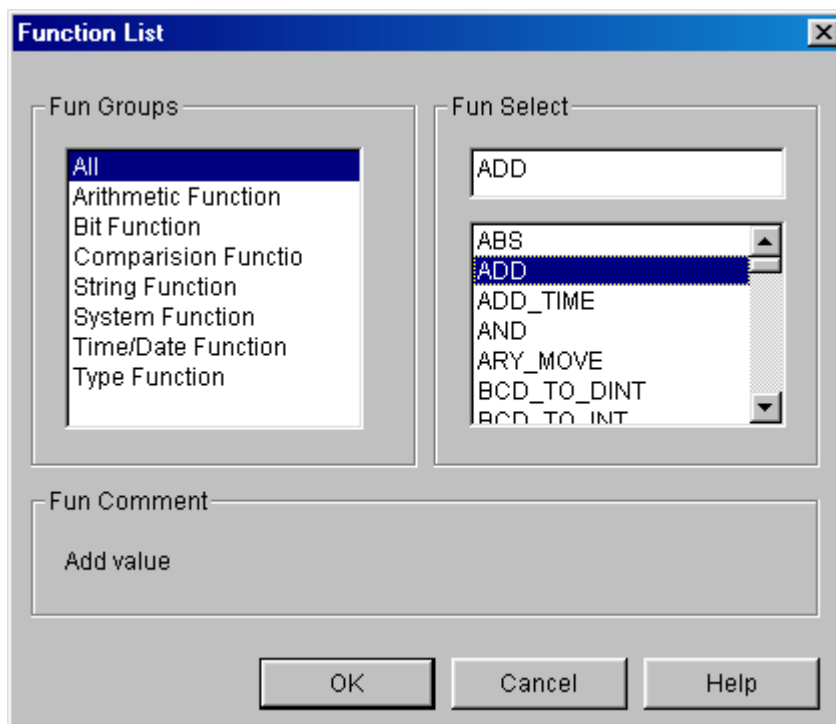 Function List
Fun Groups
All
Arithmetic Function
Bit Function
Comparision Functio
String Function
System Function
Time/Date Function
Type Function
Fun Select
ADD
ABS
ADD
ADD_TIME
AND
ARY_MOVE
BCD_TO_DINT
BCD_TO_INT
Fun Comment
Add value
OK Cancel Help